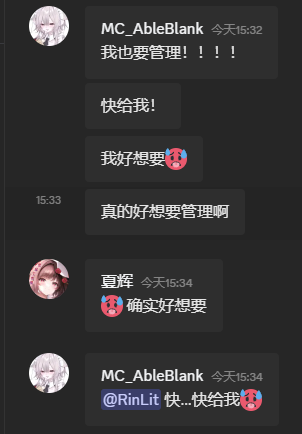 MC_AbleBlank 今天15:32
我也要管理！！！！
快给我！
我好想要🥵
15:33
真的好想要管理啊
夏辉 今天15:34
🥵 确实好想要
MC_AbleBlank 今天15:34
@RinLit 快...快给我🥵